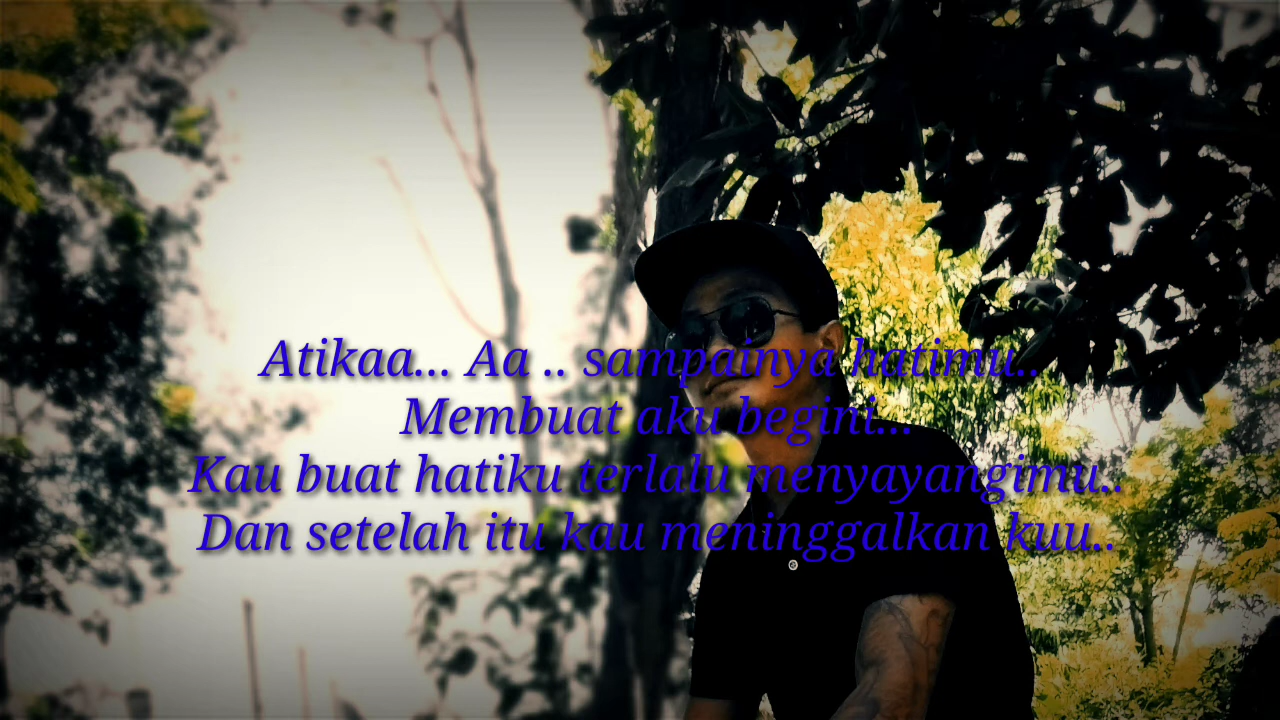 Atikaa... Aa .. sampainya hatimu..
Membuat aku begini...
Kau buat hatiku terlalu menyayangimu..
Dan setelah itu kau meninggalkan kuu..